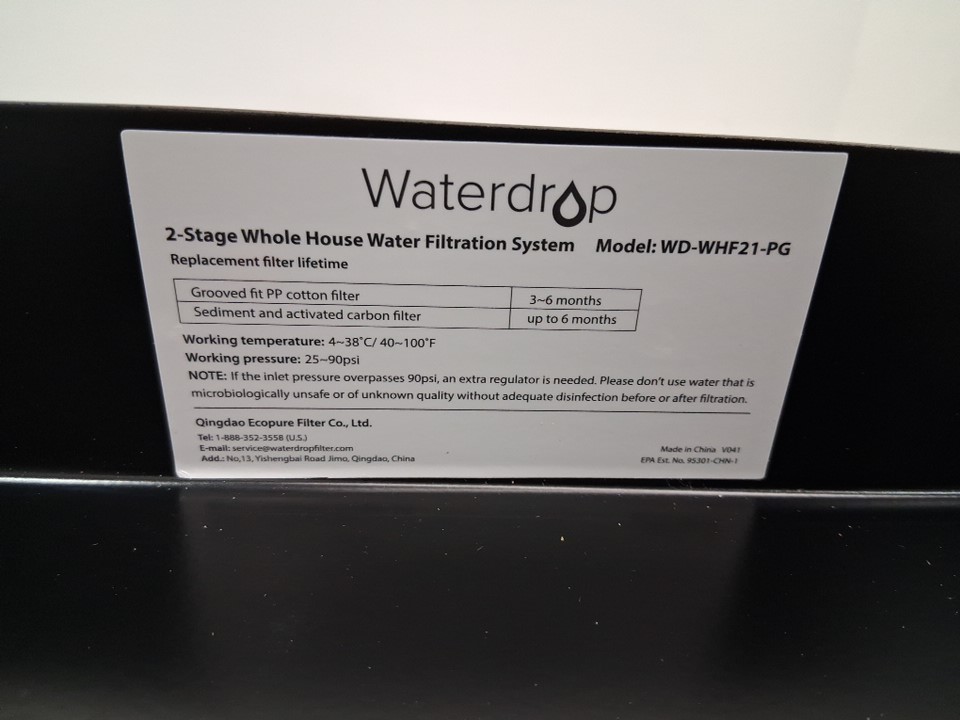 Waterdrop
2-Stage Whole House Water Filtration System Model: WD-WHF21-PG
Replacement filter lifetime
Grooved fit PP cotton filter 3~6 months
Sediment and activated carbon filter up to 6 months
Working temperature: 4~38˚C/ 40~100˚F
Working pressure: 25~90psi
NOTE: If the inlet pressure overpasses 90psi, an extra regulator is needed. Please don't use water that is
microbiologically unsafe or of unknown quality without adequate disinfection before or after filtration.
Qingdao Ecopure Filter Co., Ltd.
Tel: 1-888-352-3558 (U.S.)
E-mail: service@waterdropfilter.com
Add.: No,13, Yishengbai Road Jimo, Qingdao, China
Made in China V041
EPA Est. No. 95301-CHN-1